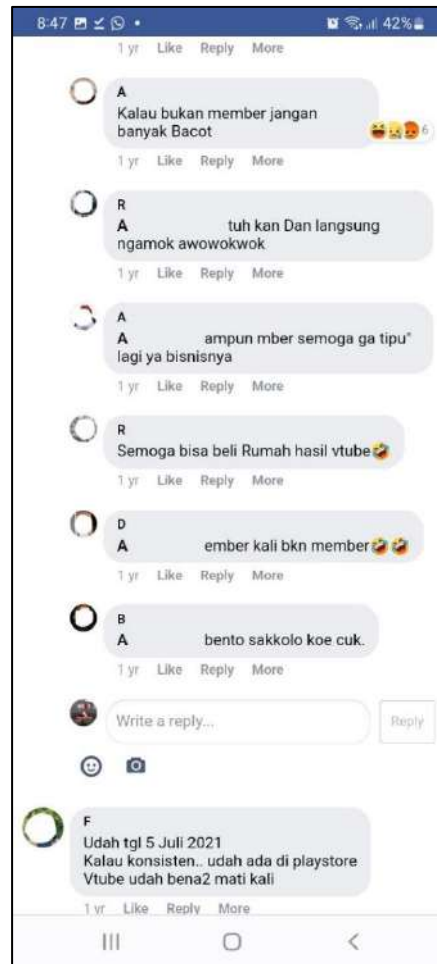 8:47
42%
1 yr Like Reply More
A
Kalau bukan member jangan
banyak Bacot
6
1 yr Like Reply More
R
A tuh kan Dan langsung
ngamok awowokwok
1 yr Like Reply More
A
A ampun mber semoga ga tipu"
lagi ya bisnisnya
1 yr Like Reply More
R
Semoga bisa beli Rumah hasil vtube🤣
1 yr Like Reply More
D
A ember kali bkn member🤣🤣
1 yr Like Reply More
B
A bento sakkolo koe cuk.
1 yr Like Reply More
Write a reply...
Reply
F
Udah tgl 5 Juli 2021
Kalau konsisten.. udah ada di playstore
Vtube udah bena2 mati kali
1 yr Like Reply More